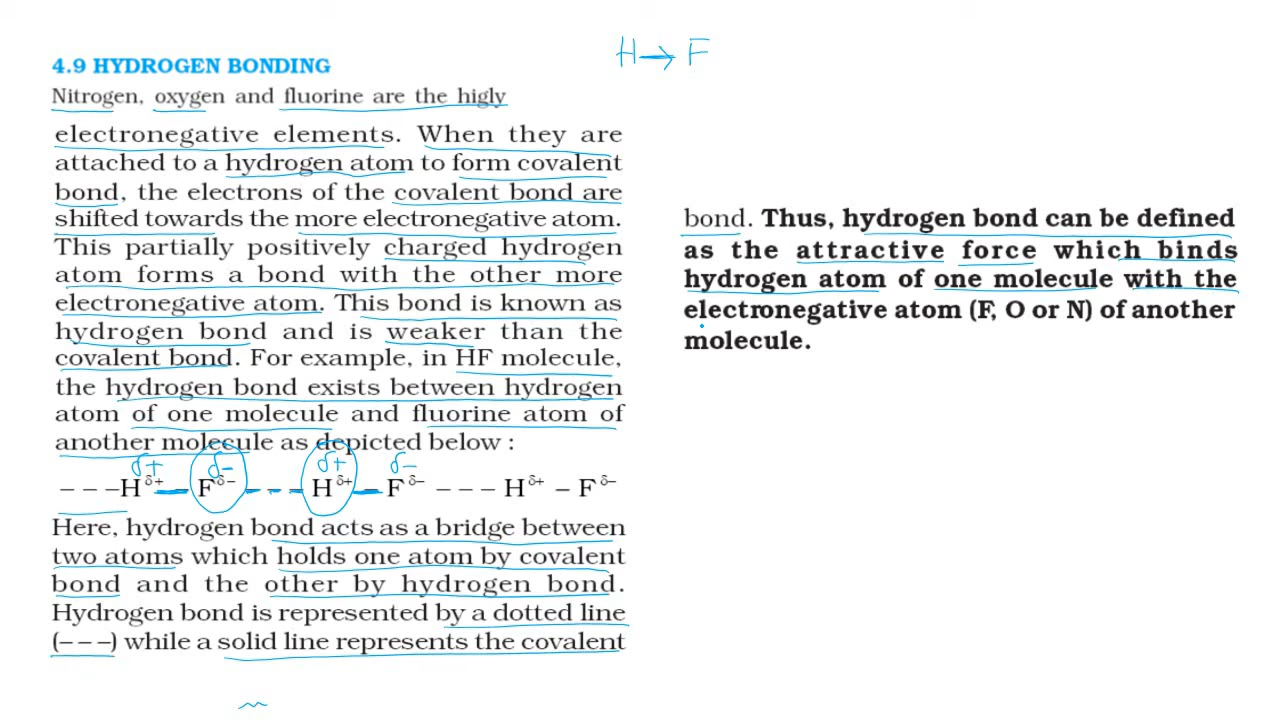 H → F
4.9 HYDROGEN BONDING
Nitrogen, oxygen and fluorine are the higly
electronegative elements. When they are
attached to a hydrogen atom to form covalent
bond, the electrons of the covalent bond are
shifted towards the more electronegative atom.
This partially positively charged hydrogen
atom forms a bond with the other more
electronegative atom. This bond is known as
hydrogen bond and is weaker than the
covalent bond. For example, in HF molecule,
the hydrogen bond exists between hydrogen
atom of one molecule and fluorine atom of
another molecule as depicted below :
δ+ δ− δ+ δ−
− − −Hδ+ – Fδ− − − − Hδ+ – Fδ− − − − Hδ+ – Fδ−
Here, hydrogen bond acts as a bridge between
two atoms which holds one atom by covalent
bond and the other by hydrogen bond.
Hydrogen bond is represented by a dotted line
(− − −) while a solid line represents the covalent
bond. Thus, hydrogen bond can be defined
as the attractive force which binds
hydrogen atom of one molecule with the
electronegative atom (F, O or N) of another
molecule.